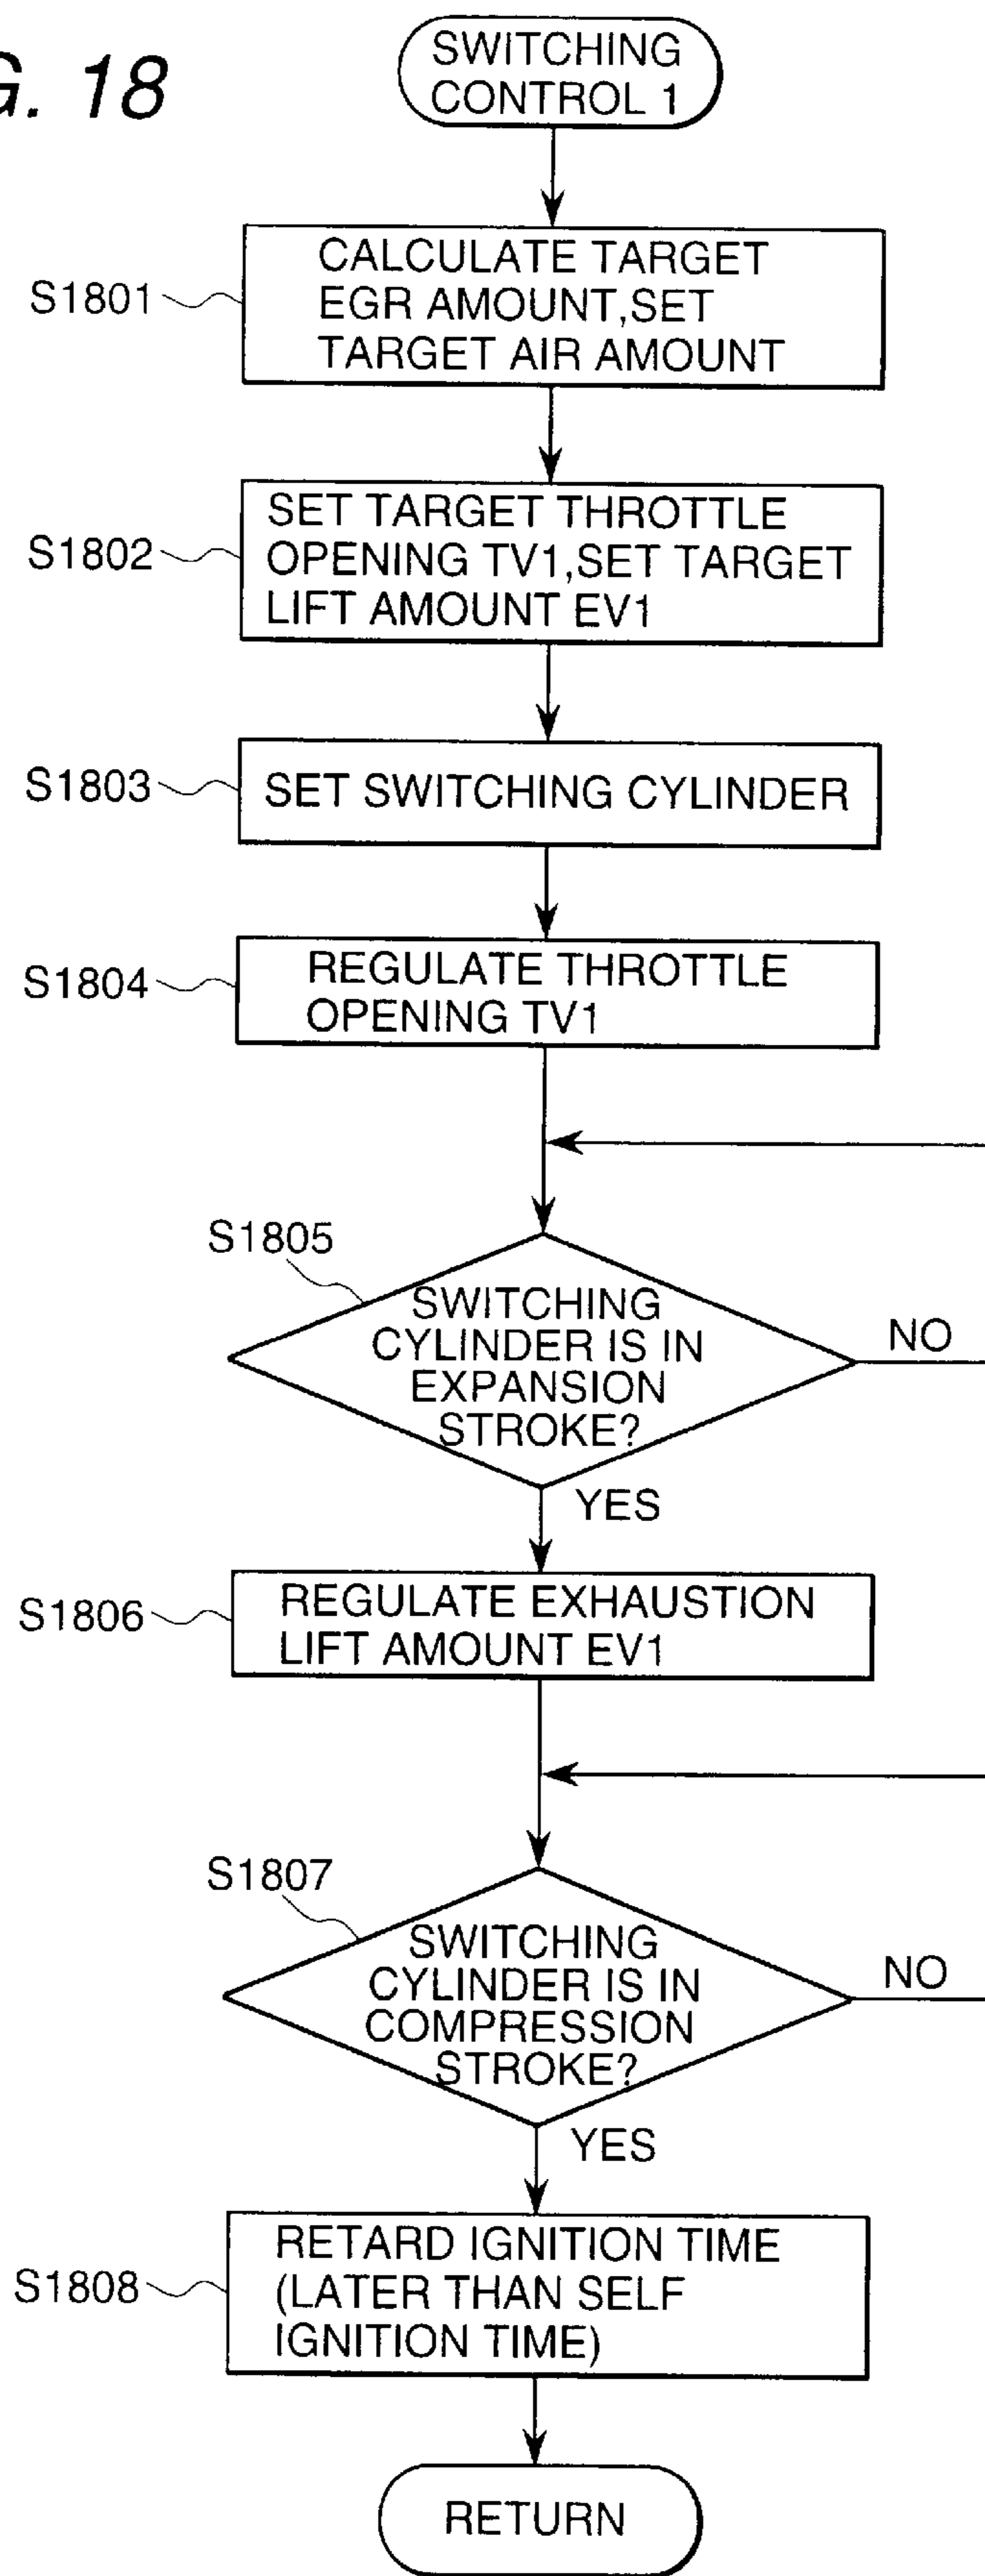 G. 18
SWITCHING
CONTROL 1
S1801
CALCULATE TARGET
EGR AMOUNT,SET
TARGET AIR AMOUNT
S1802
SET TARGET THROTTLE
OPENING TV1,SET TARGET
LIFT AMOUNT EV1
S1803
SET SWITCHING CYLINDER
S1804
REGULATE THROTTLE
OPENING TV1
S1805
SWITCHING
CYLINDER IS IN
EXPANSION
STROKE?
NO
YES
S1806
REGULATE EXHAUSTION
LIFT AMOUNT EV1
S1807
SWITCHING
CYLINDER IS IN
COMPRESSION
STROKE?
NO
YES
S1808
RETARD IGNITION TIME
(LATER THAN SELF
IGNITION TIME)
RETURN